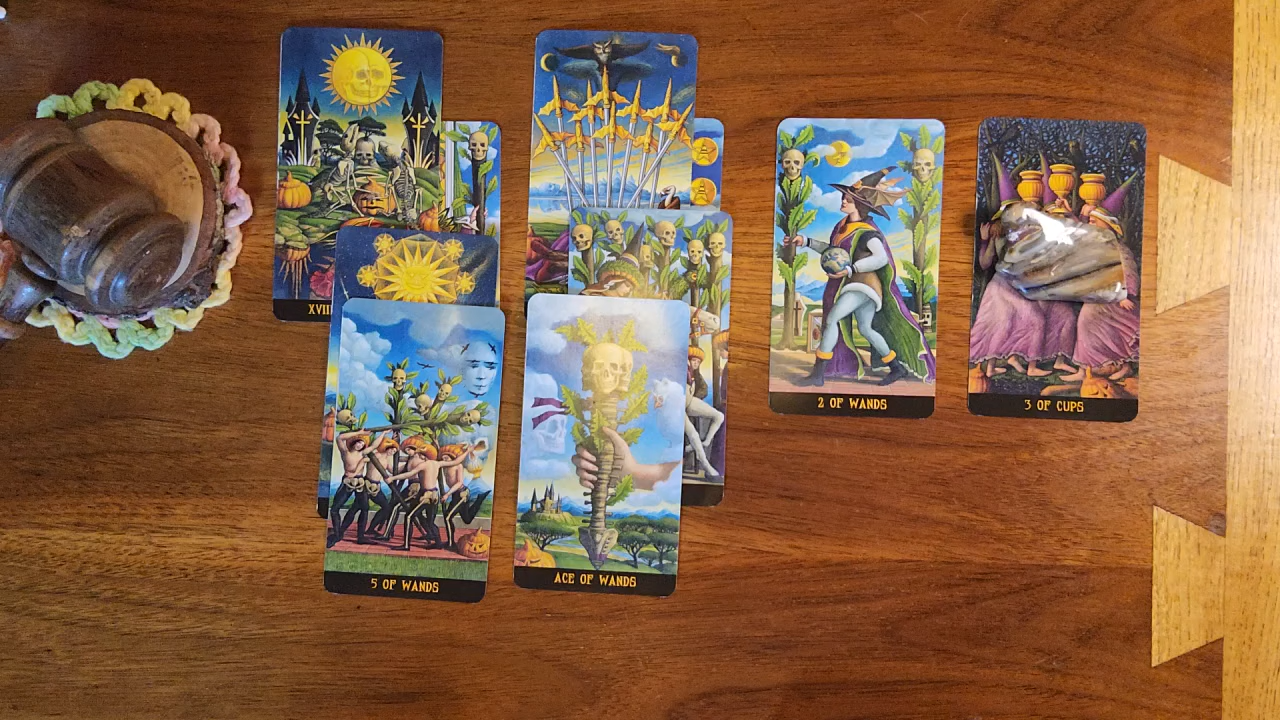 XVIII
2 OF WANDS
3 OF CUPS
5 OF WANDS
ACE OF WANDS